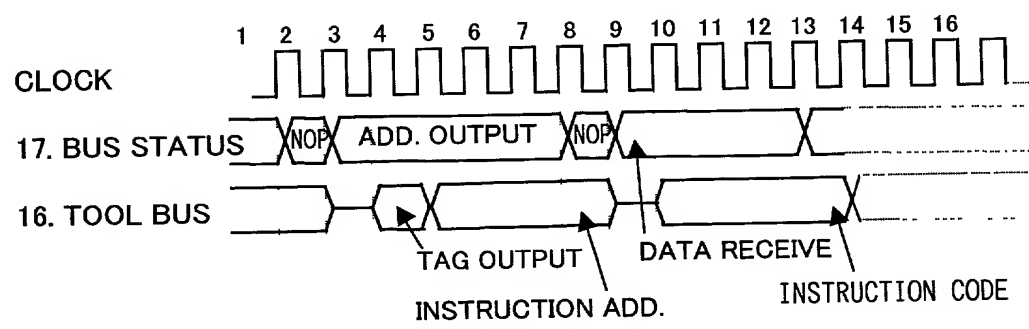 1 2 3 4 5 6 7 8 9 10 11 12 13 14 15 16
CLOCK
17. BUS STATUS NOP ADD. OUTPUT NOP
16. TOOL BUS
TAG OUTPUT DATA RECEIVE
INSTRUCTION ADD. INSTRUCTION CODE